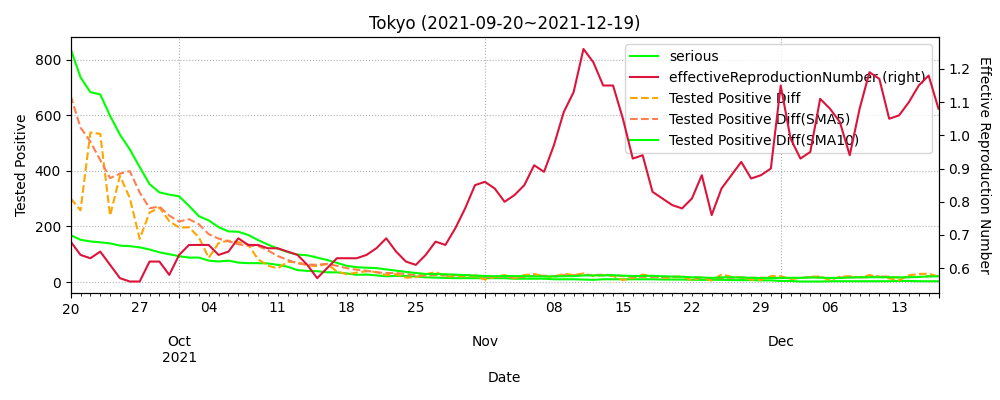 Tokyo (2021-09-20~2021-12-19)
serious
effectiveReproductionNumber (right)
Tested Positive Diff
Tested Positive Diff(SMA5)
Tested Positive Diff(SMA10)
Tested Positive
800
600
400
200
0
Effective Reproduction Number
1.2
1.1
1.0
0.9
0.8
0.7
0.6
20 27 04 11 18 25 08 15 22 29 06 13
Oct Nov Dec
2021
Date